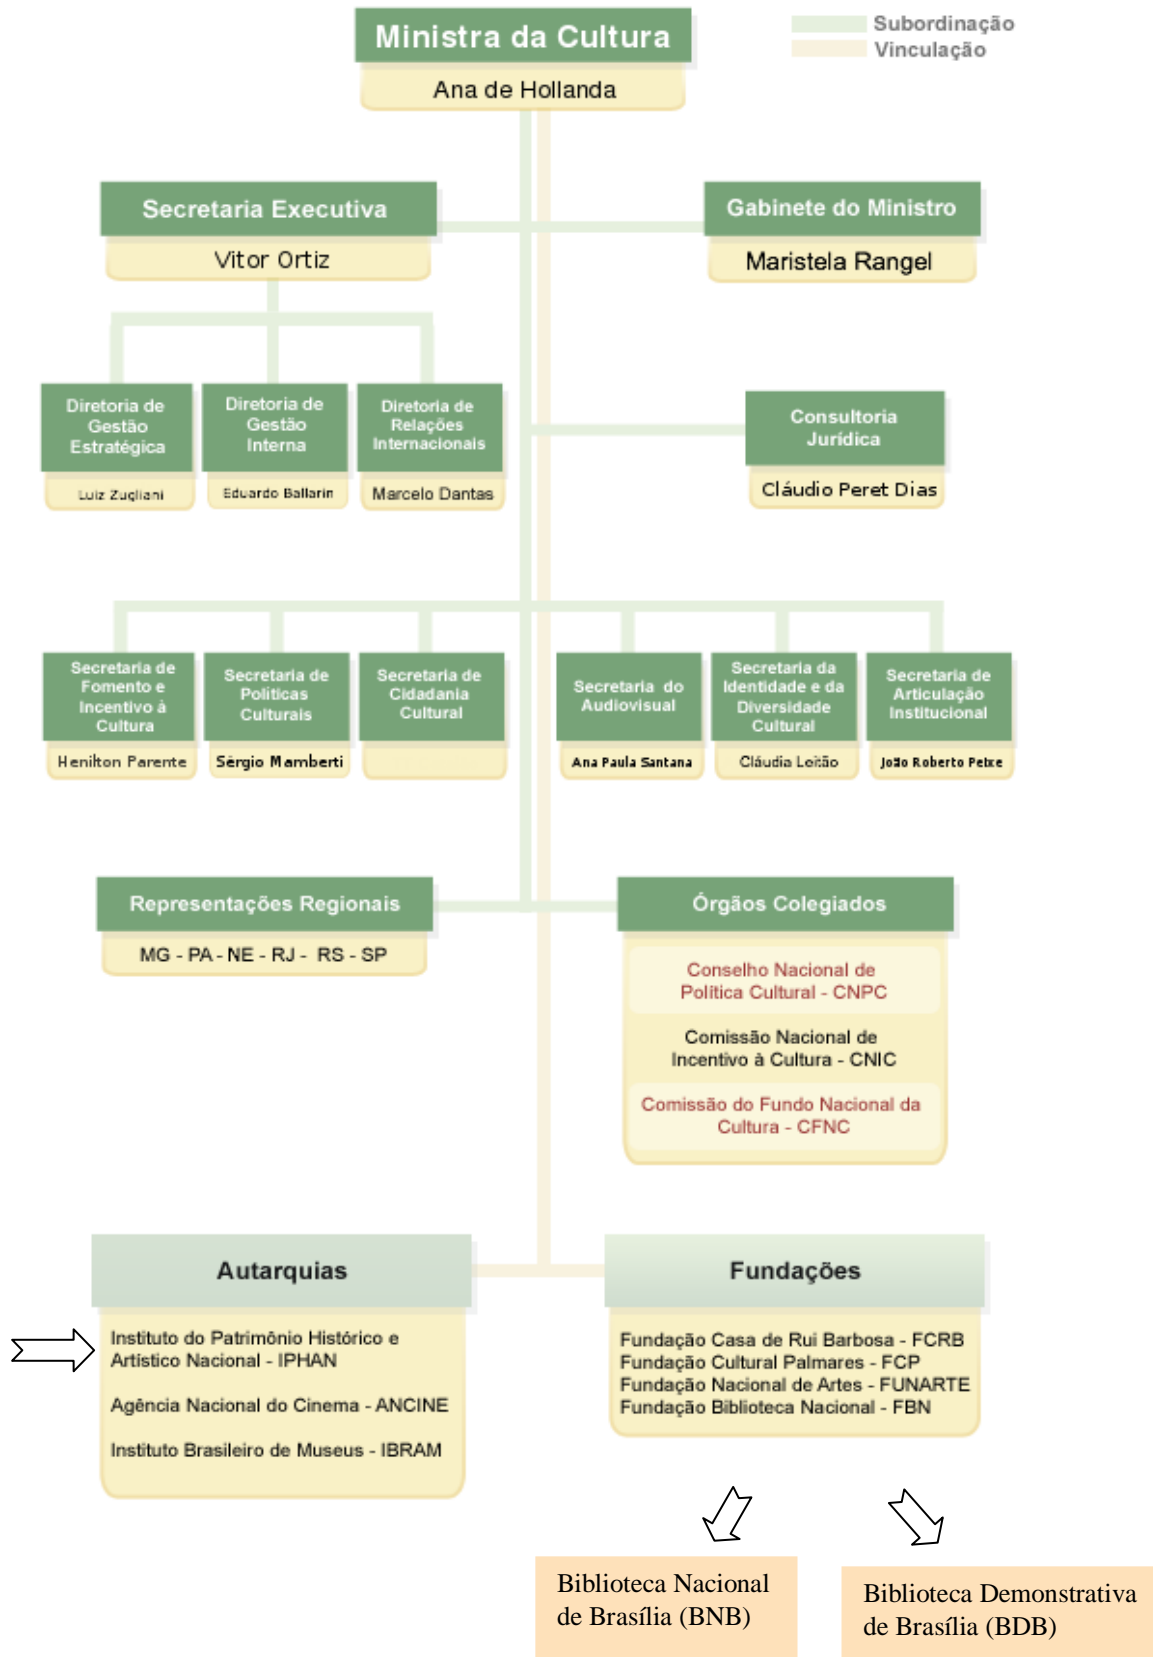 Ministra da Cultura
Ana de Hollanda
Subordinação
Vinculação
Secretaria Executiva
Vitor Ortiz
Gabinete do Ministro
Maristela Rangel
Diretoria de
Gestão
Estratégica
Luiz Zugliani
Diretoria de
Gestão
Interna
Eduardo Ballarin
Diretoria de
Relações
Internacionais
Marcelo Dantas
Consultoria
Jurídica
Cláudio Peret Dias
Secretaria de
Fomento e
Incentivo à
Cultura
Henilton Parente
Secretaria de
Políticas
Culturais
Sérgio Mamberti
Secretaria de
Cidadania
Cultural
Secretaria do
Audiovisual
Ana Paula Santana
Secretaria da
Identidade e da
Diversidade
Cultural
Cláudia Leitão
Secretaria de
Articulação
Institucional
João Roberto Peixe
Representações Regionais
MG - PA - NE - RJ - RS - SP
Órgãos Colegiados
Conselho Nacional de
Política Cultural - CNPC
Comissão Nacional de
Incentivo à Cultura - CNIC
Comissão do Fundo Nacional da
Cultura - CFNC
Autarquias
Instituto do Patrimônio Histórico e
Artístico Nacional - IPHAN
Agência Nacional do Cinema - ANCINE
Instituto Brasileiro de Museus - IBRAM
Fundações
Fundação Casa de Rui Barbosa - FCRB
Fundação Cultural Palmares - FCP
Fundação Nacional de Artes - FUNARTE
Fundação Biblioteca Nacional - FBN
Biblioteca Nacional
de Brasília (BNB)
Biblioteca Demonstrativa
de Brasília (BDB)